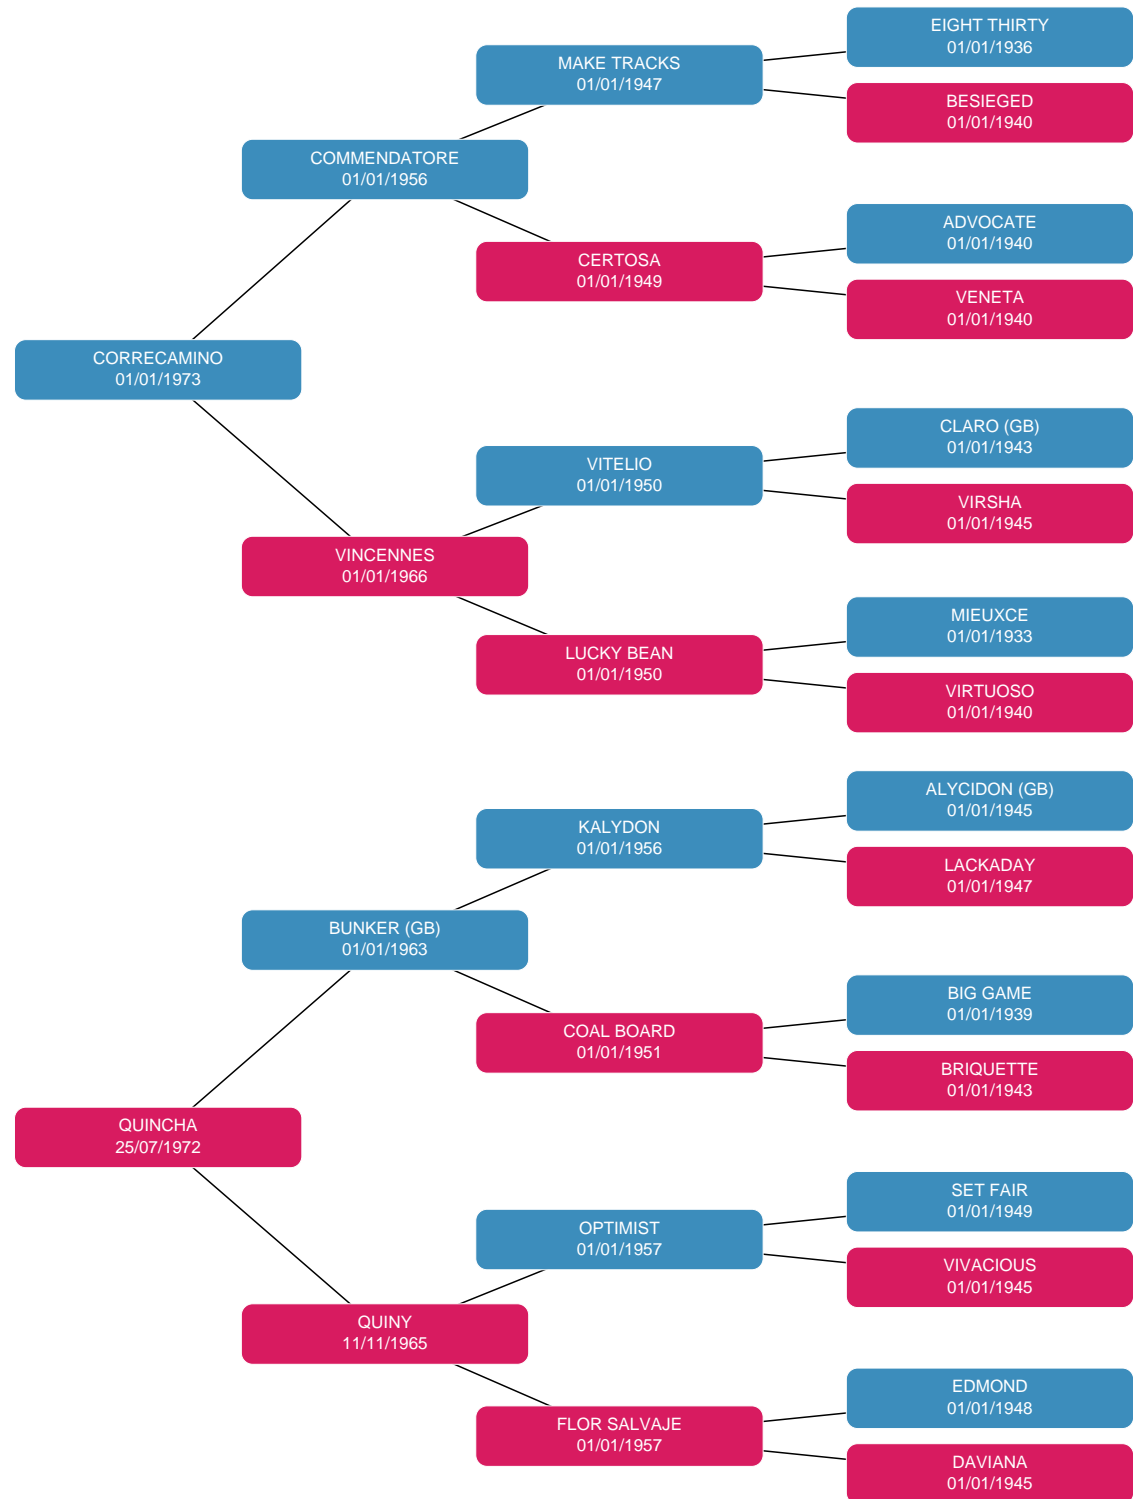 EIGHT THIRTY
01/01/1936
MAKE TRACKS
01/01/1947
BESIEGED
01/01/1940
COMMENDATORE
01/01/1956
ADVOCATE
01/01/1940
CERTOSA
01/01/1949
VENETA
01/01/1940
CORRECAMINO
01/01/1973
CLARO (GB)
01/01/1943
VITELIO
01/01/1950
VIRSHA
01/01/1945
VINCENNES
01/01/1966
MIEUXCE
01/01/1933
LUCKY BEAN
01/01/1950
VIRTUOSO
01/01/1940
ALYCIDON (GB)
01/01/1945
KALYDON
01/01/1956
LACKADAY
01/01/1947
BUNKER (GB)
01/01/1963
BIG GAME
01/01/1939
COAL BOARD
01/01/1951
BRIQUETTE
01/01/1943
QUINCHA
25/07/1972
SET FAIR
01/01/1949
OPTIMIST
01/01/1957
VIVACIOUS
01/01/1945
QUINY
11/11/1965
EDMOND
01/01/1948
FLOR SALVAJE
01/01/1957
DAVIANA
01/01/1945